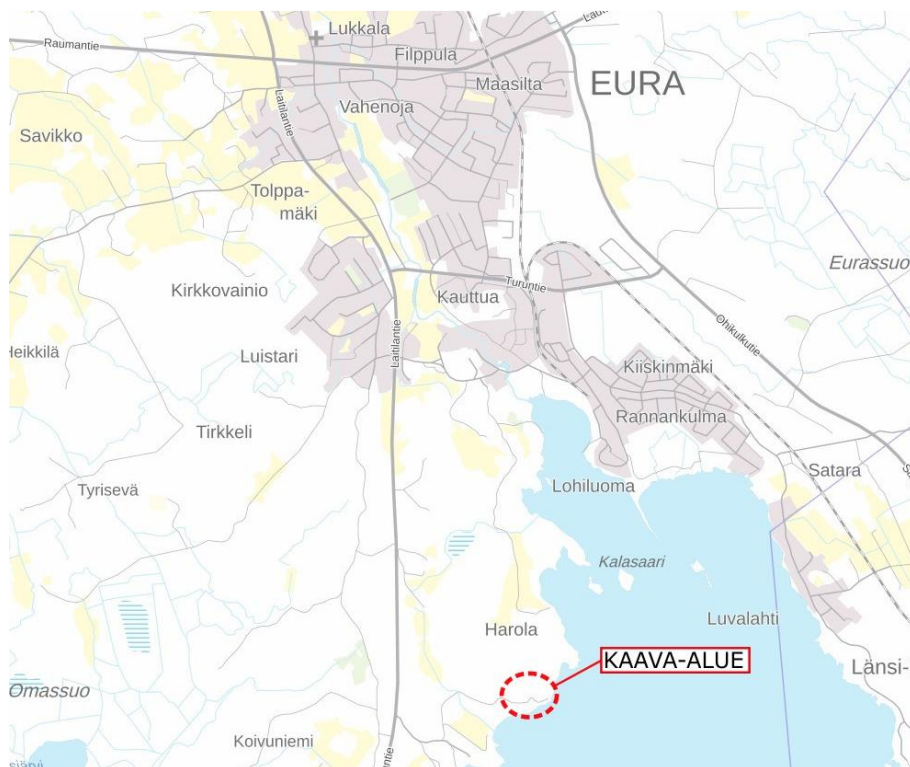 Lukkala
Raumantie
Filppula
Maasilta
EURA
Laitilantie
Vahenoja
Savikko
Tolppa-
mäki
Eurassuo
Kirkkovainio
Turuntie
Kauttua
Ohikulkutie
Heikkilä
Luistari
Laitilantie
Kiiskinmäki
Rannankulma
Tirkkeli
Satara
Tyrisevä
Lohiluoma
Kalasaari
Luvalahti
Harola
KAAVA-ALUE
Länsi-
Omassuo
Koivuniemi